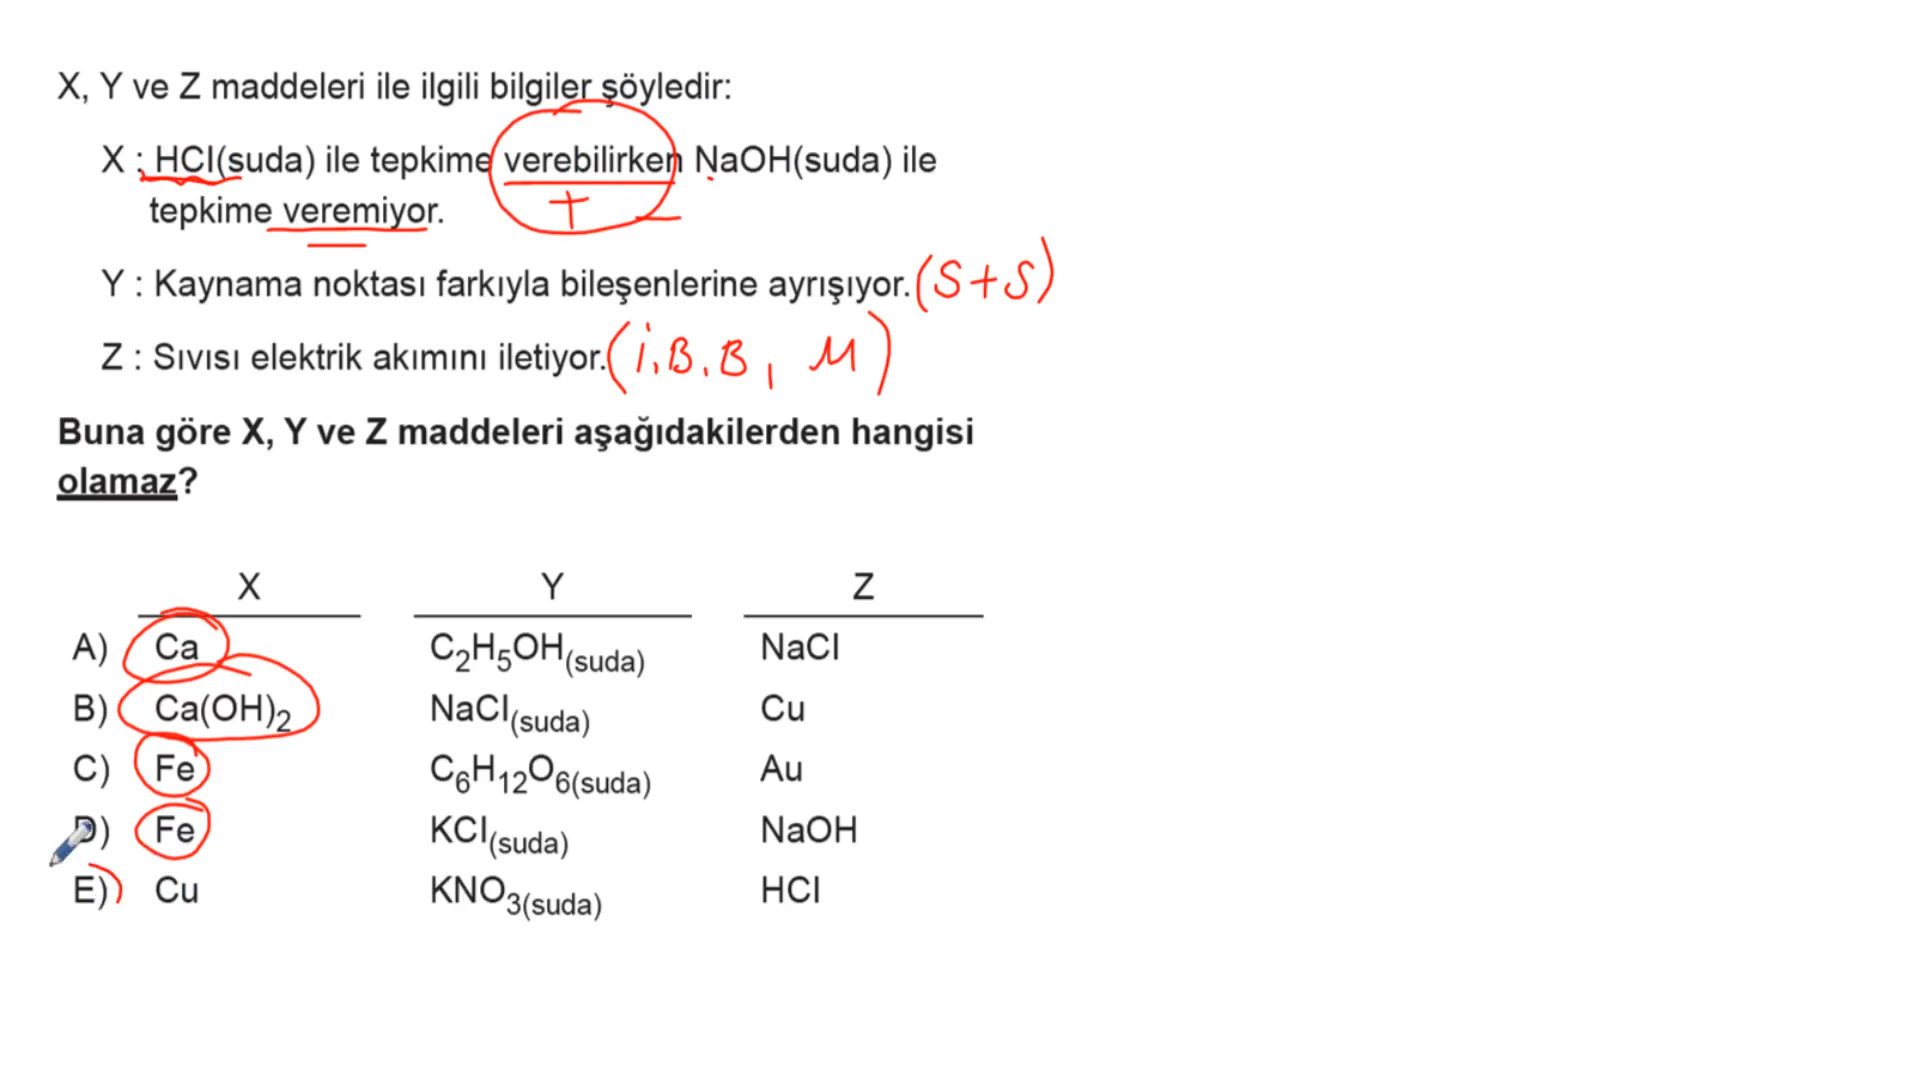 X, Y ve Z maddeleri ile ilgili bilgiler şöyledir:
X : HCl(suda) ile tepkime verebilirken NaOH(suda) ile
+ −
tepkime veremiyor.
Y : Kaynama noktası farkıyla bileşenlerine ayrışıyor. (S+S)
Z : Sıvısı elektrik akımını iletiyor. (i.B.B, M)
Buna göre X, Y ve Z maddeleri aşağıdakilerden hangisi
olamaz?
X Y Z
A) Ca C₂H₅OH(suda) NaCl
B) Ca(OH)₂ NaCl(suda) Cu
C) Fe C₆H₁₂O₆(suda) Au
D) Fe KCl(suda) NaOH
E) Cu KNO₃(suda) HCl